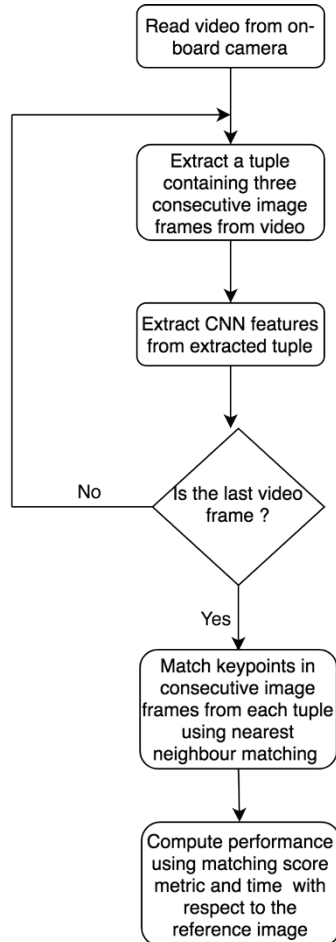 Read video from on-
board camera
Extract a tuple
containing three
consecutive image
frames from video
Extract CNN features
from extracted tuple
Is the last video
frame ?
No
Yes
Match keypoints in
consecutive image
frames from each tuple
using nearest
neighbour matching
Compute performance
using matching score
metric and time with
respect to the
reference image